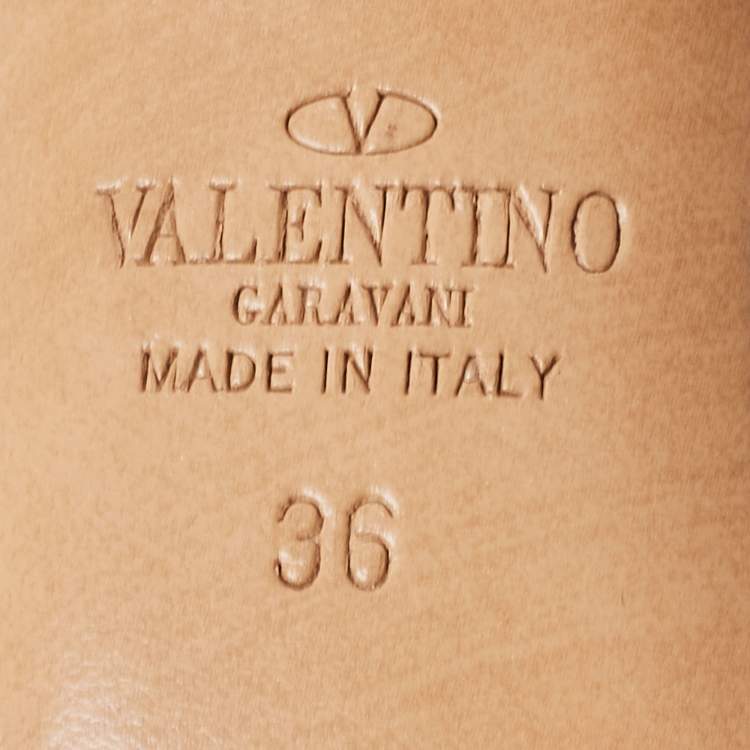 V
VALENTINO
GARAVANI
MADE IN ITALY
36